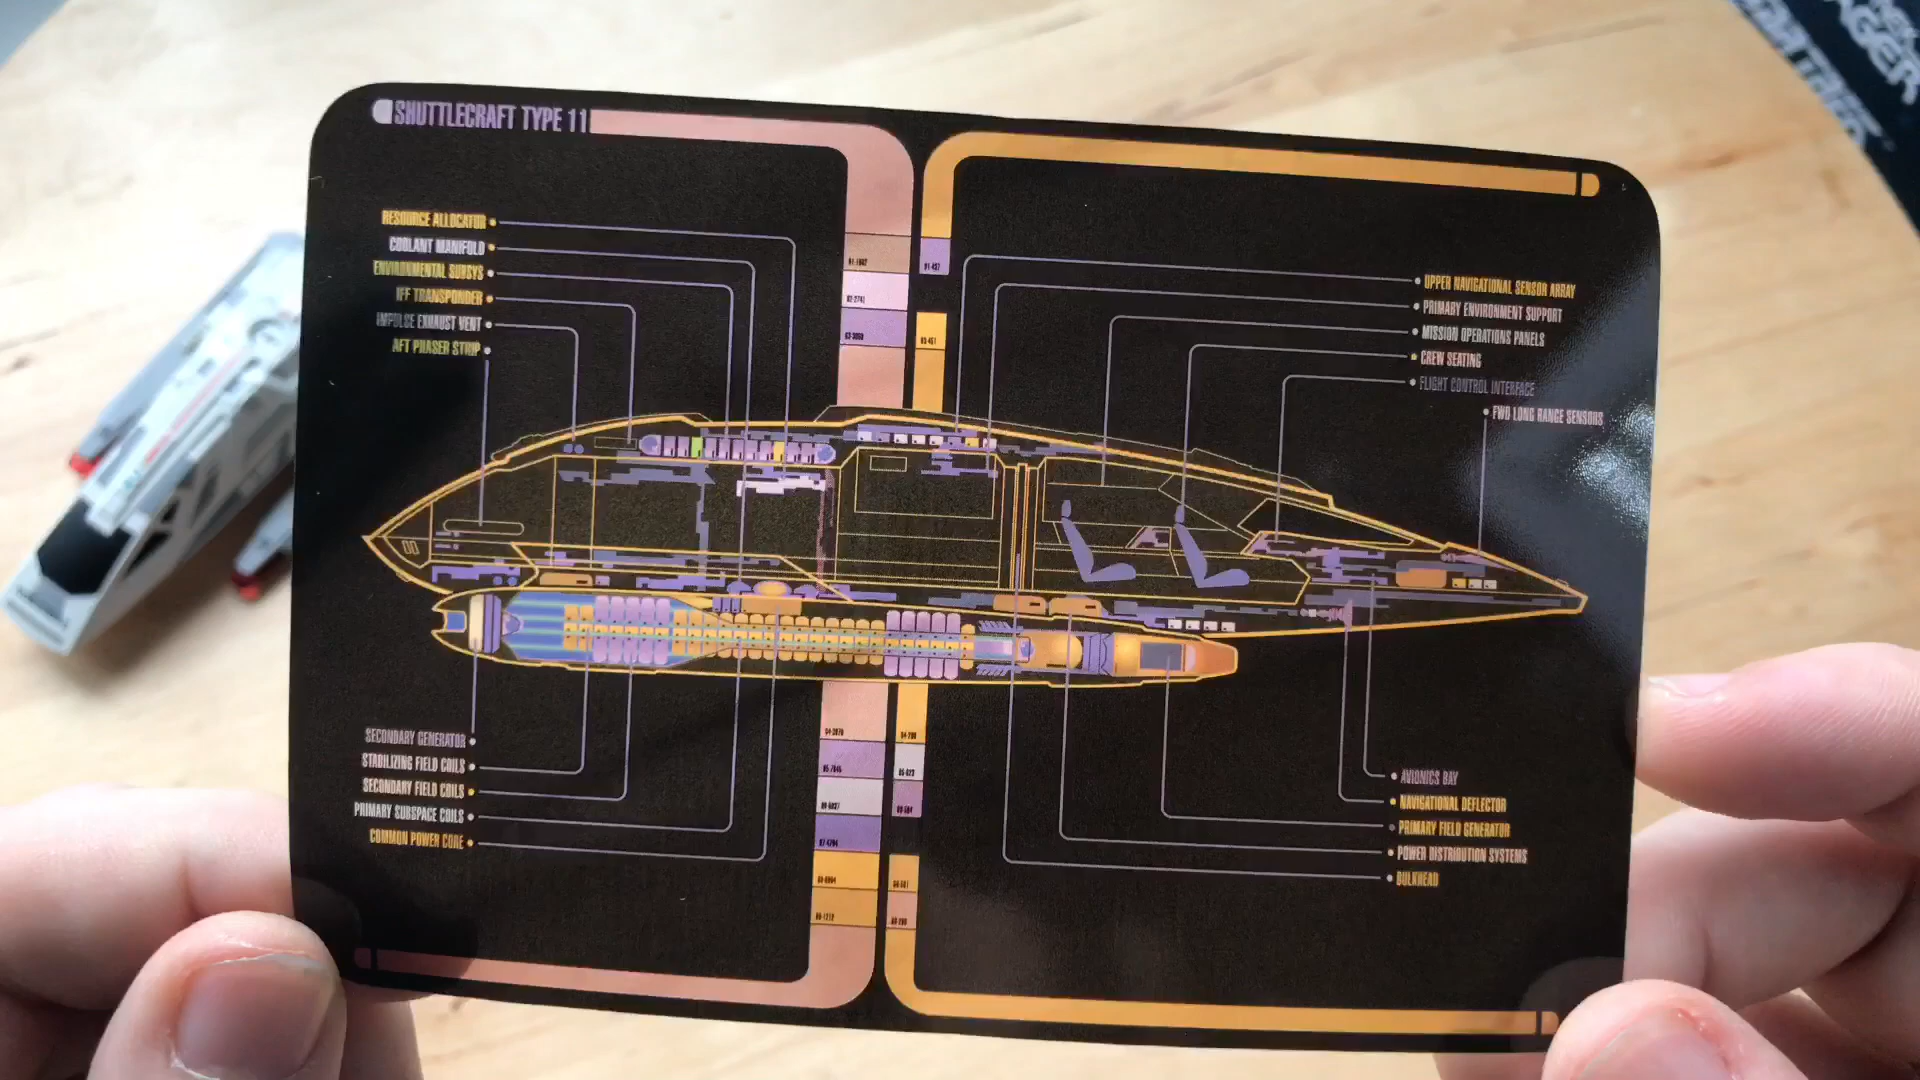 SHUTTLECRAFT TYPE 11
RESOURCE ALLOCATOR
COOLANT MANIFOLD
ENVIRONMENTAL SUBSYS
IFF TRANSPONDER
IMPULSE EXHAUST VENT
AFT PHASER STRIP
UPPER NAVIGATIONAL SENSOR ARRAY
PRIMARY ENVIRONMENT SUPPORT
MISSION OPERATIONS PANELS
CREW SEATING
FLIGHT CONTROL INTERFACE
FWD LONG RANGE SENSORS
SECONDARY GENERATOR
STABILIZING FIELD COILS
SECONDARY FIELD COILS
PRIMARY SUBSPACE COILS
COMMON POWER CORE
AVIONICS BAY
NAVIGATIONAL DEFLECTOR
PRIMARY FIELD GENERATOR
POWER DISTRIBUTION SYSTEMS
BULKHEAD